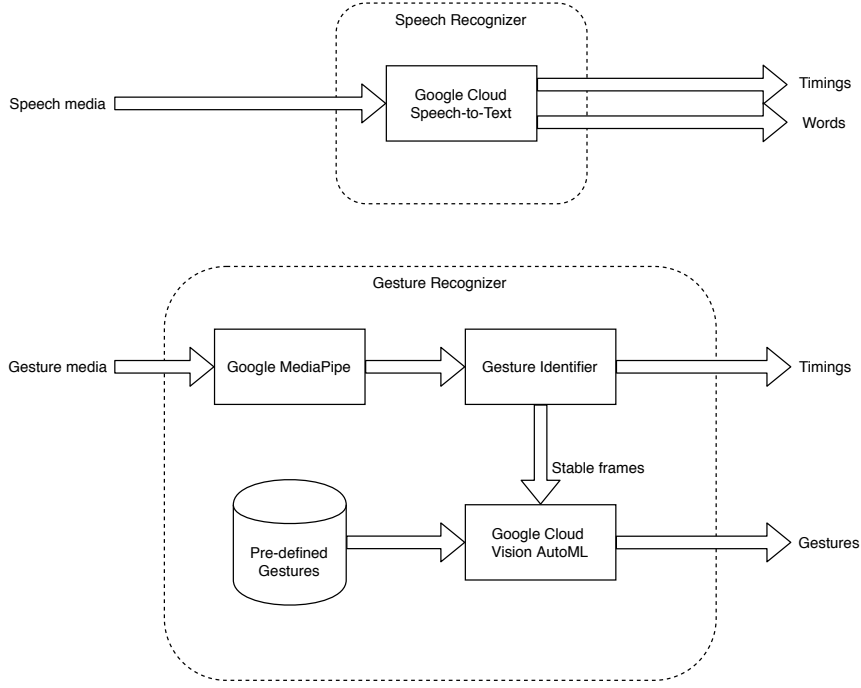 Speech Recognizer
Speech media
Google Cloud
Speech-to-Text
Timings
Words
Gesture Recognizer
Gesture media
Google MediaPipe
Gesture Identifier
Timings
Stable frames
Pre-defined
Gestures
Google Cloud
Vision AutoML
Gestures